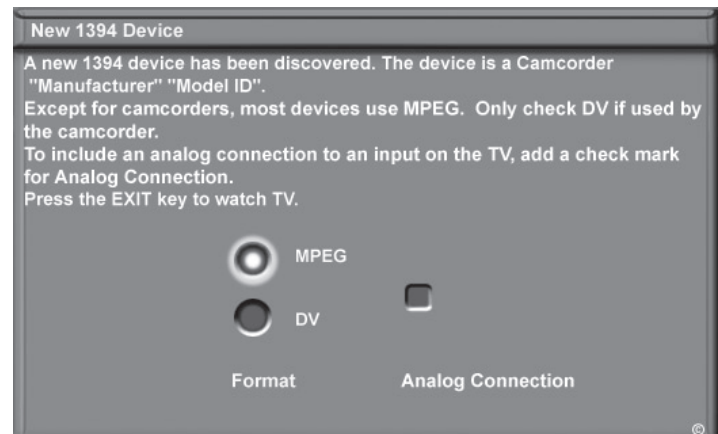 New 1394 Device
A new 1394 device has been discovered. The device is a Camcorder
"Manufacturer" "Model ID".
Except for camcorders, most devices use MPEG. Only check DV if used by
the camcorder.
To include an analog connection to an input on the TV, add a check mark
for Analog Connection.
Press the EXIT key to watch TV.
MPEG
DV
Format Analog Connection
©